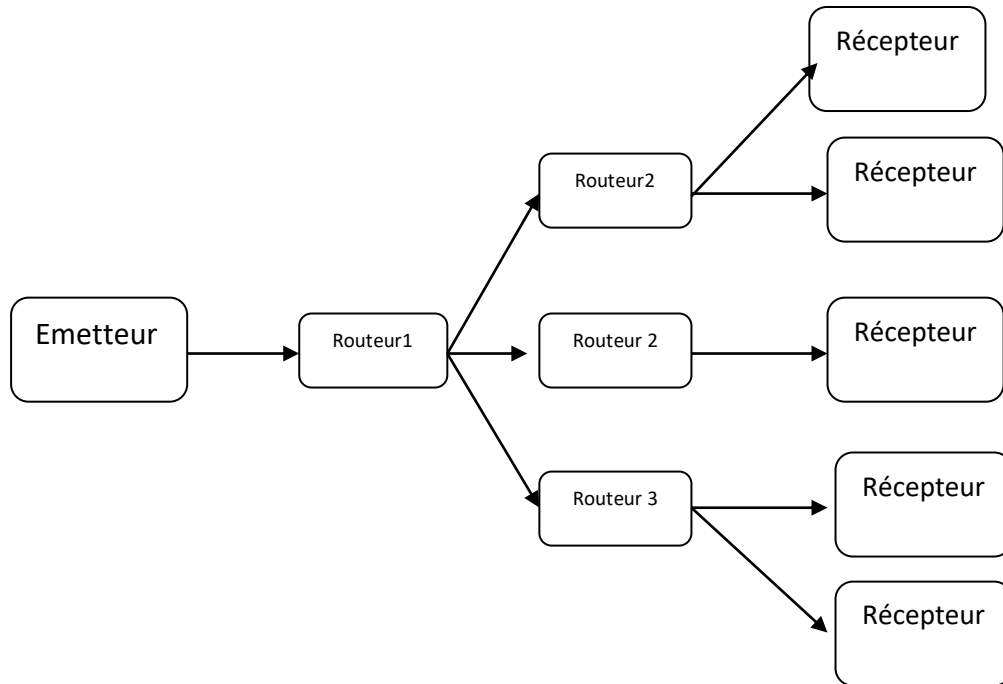 Récepteur
Routeur2
Récepteur
Emetteur
Routeur1
Routeur 2
Récepteur
Routeur 3
Récepteur
Récepteur